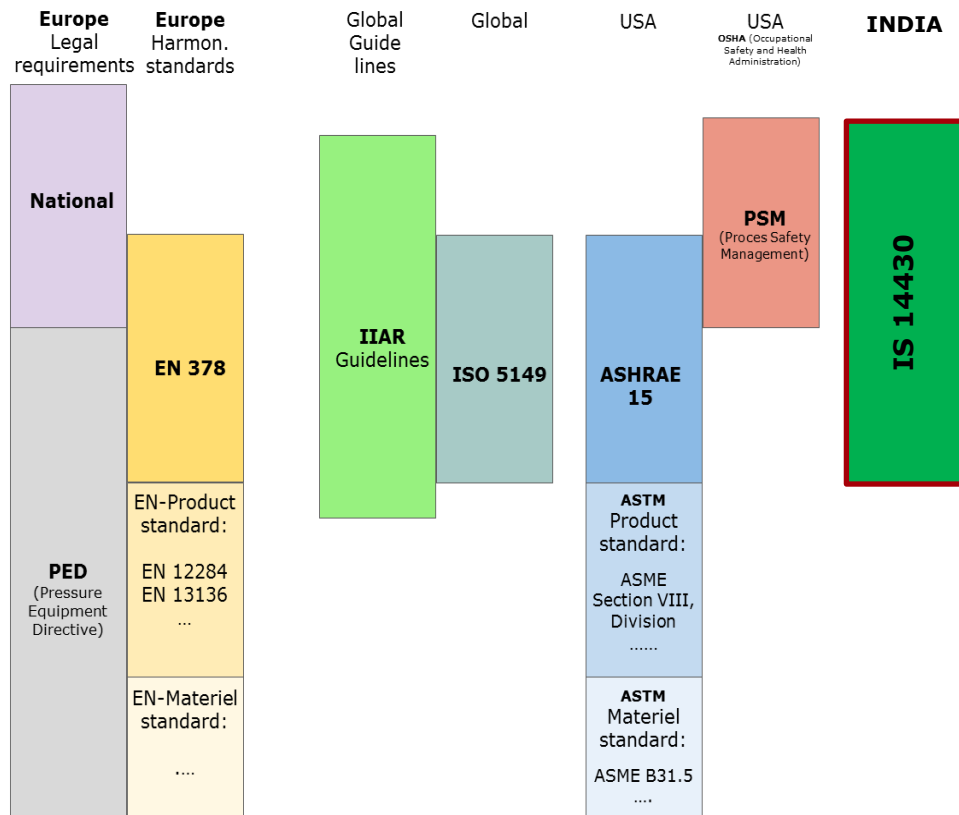 Europe
Legal
requirements
Europe
Harmon.
standards
Global
Guide
lines
Global
USA
USA
OSHA (Occupational
Safety and Health
Administration)
INDIA
National
PED
(Pressure
Equipment
Directive)
EN 378
EN-Product
standard:
EN 12284
EN 13136
...
EN-Materiel
standard:
....
IIAR
Guidelines
ISO 5149
ASHRAE
15
ASTM
Product
standard:
ASME
Section VIII,
Division
......
ASTM
Materiel
standard:
ASME B31.5
....
PSM
(Proces Safety
Management)
IS 14430